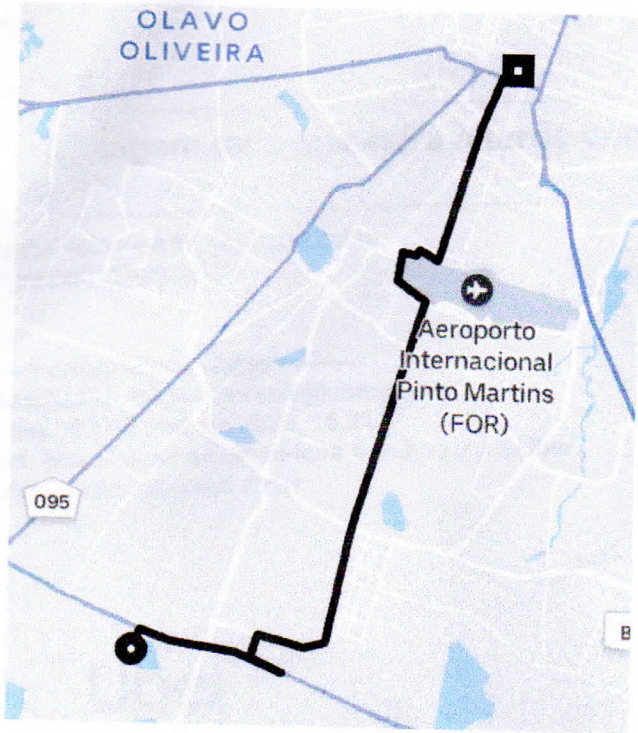 OLAVO
OLIVEIRA
Aeroporto
Internacional
Pinto Martins
(FOR)
095
B